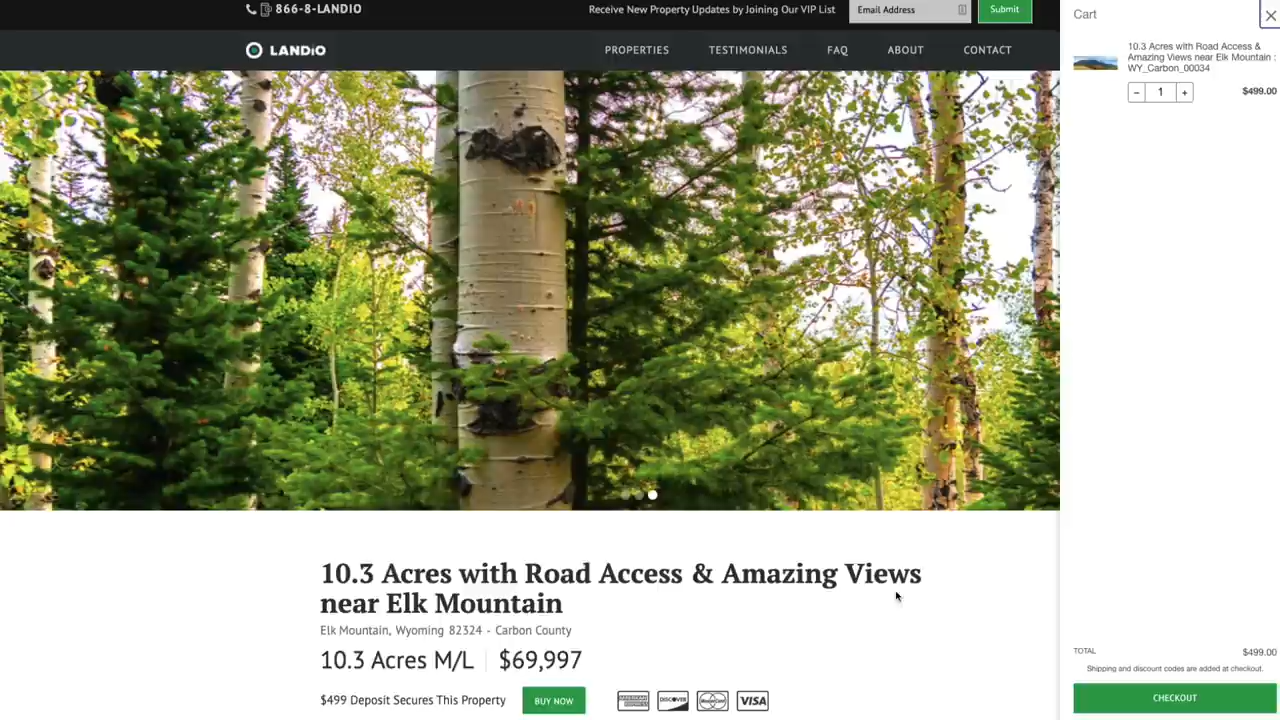 866-8-LANDIO
Receive New Property Updates by Joining Our VIP List
Email Address
Submit
LANDiO
PROPERTIES
TESTIMONIALS
FAQ
ABOUT
CONTACT
10.3 Acres with Road Access & Amazing Views
near Elk Mountain
Elk Mountain, Wyoming 82324 - Carbon County
10.3 Acres M/L | $69,997
$499 Deposit Secures This Property
BUY NOW
DISCOVER
VISA
Cart
10.3 Acres with Road Access &
Amazing Views near Elk Mountain :
WY_Carbon_00034
− 1 +
$499.00
TOTAL
$499.00
Shipping and discount codes are added at checkout.
CHECKOUT